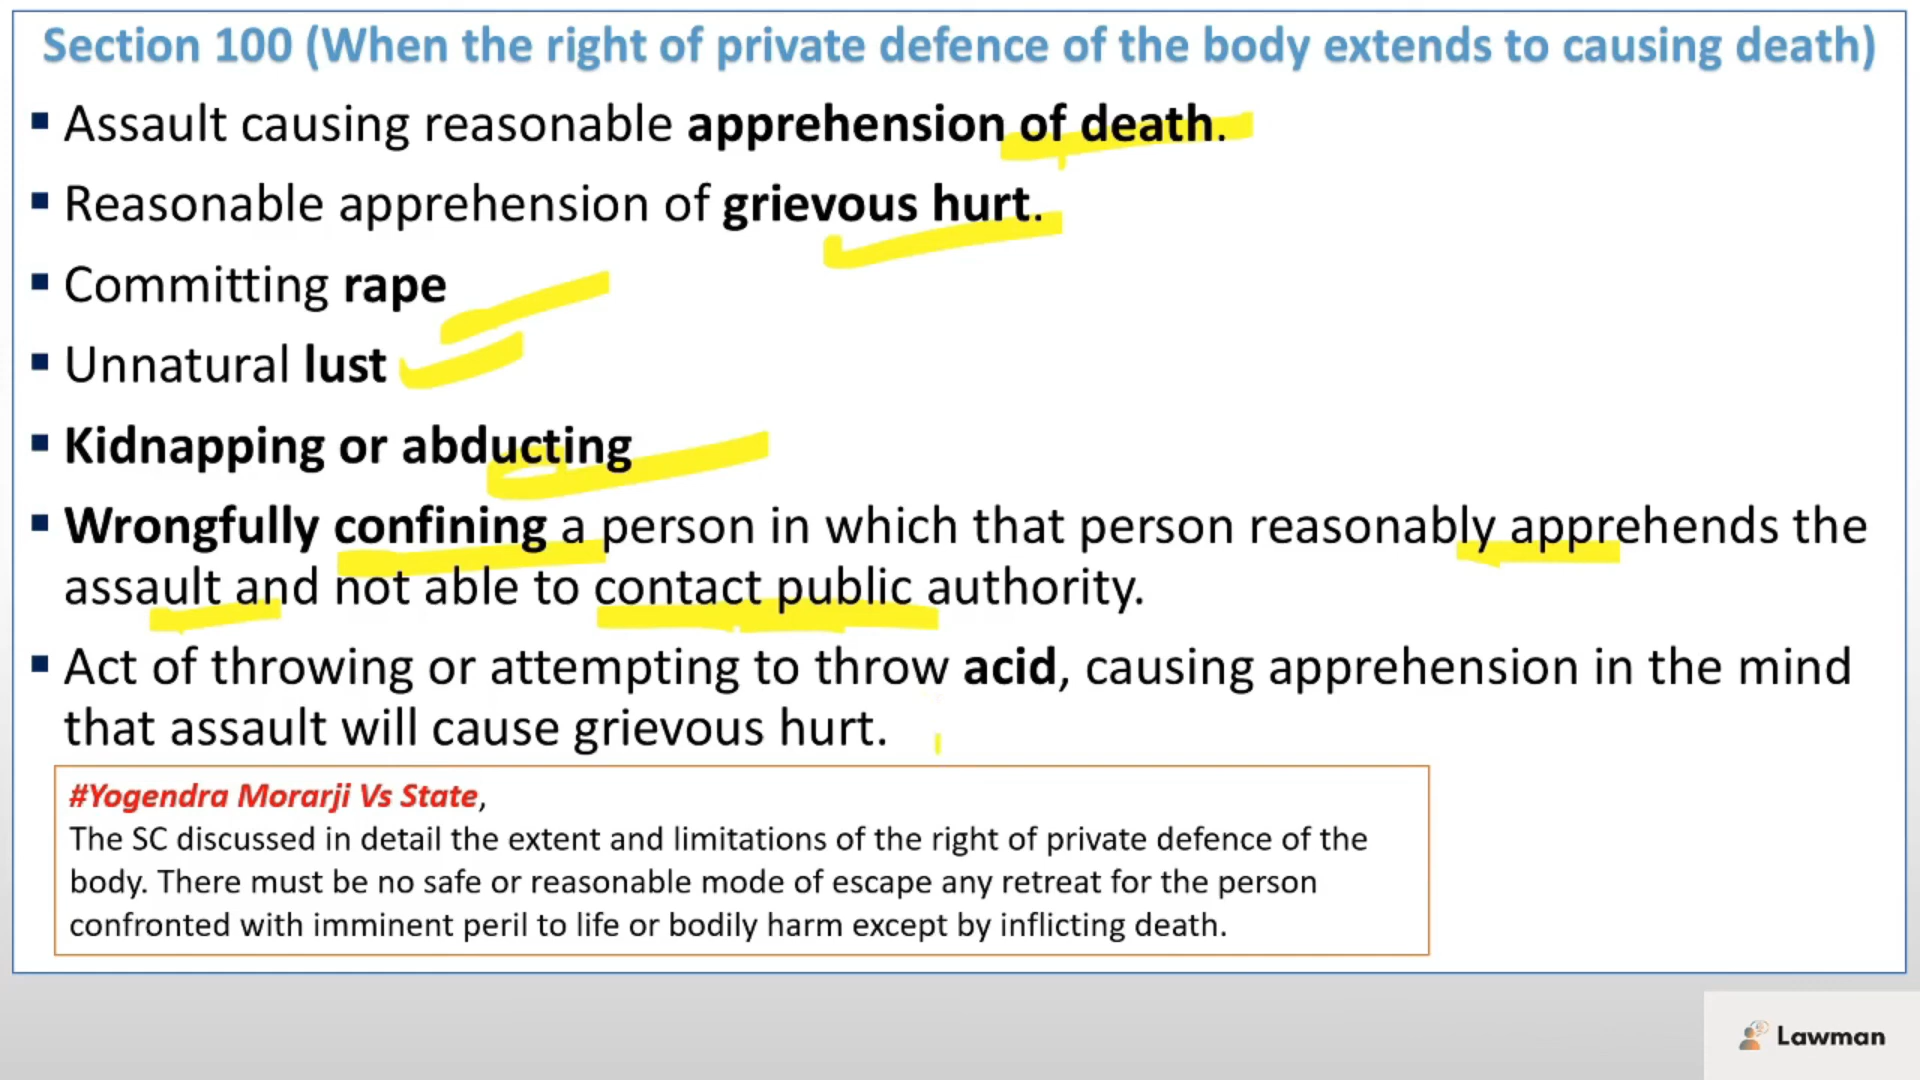 Section 100 (When the right of private defence of the body extends to causing death)
▪ Assault causing reasonable apprehension of death.
▪ Reasonable apprehension of grievous hurt.
▪ Committing rape
▪ Unnatural lust
▪ Kidnapping or abducting
▪ Wrongfully confining a person in which that person reasonably apprehends the
assault and not able to contact public authority.
▪ Act of throwing or attempting to throw acid, causing apprehension in the mind
that assault will cause grievous hurt.
#Yogendra Morarji Vs State,
The SC discussed in detail the extent and limitations of the right of private defence of the
body. There must be no safe or reasonable mode of escape any retreat for the person
confronted with imminent peril to life or bodily harm except by inflicting death.
Lawman